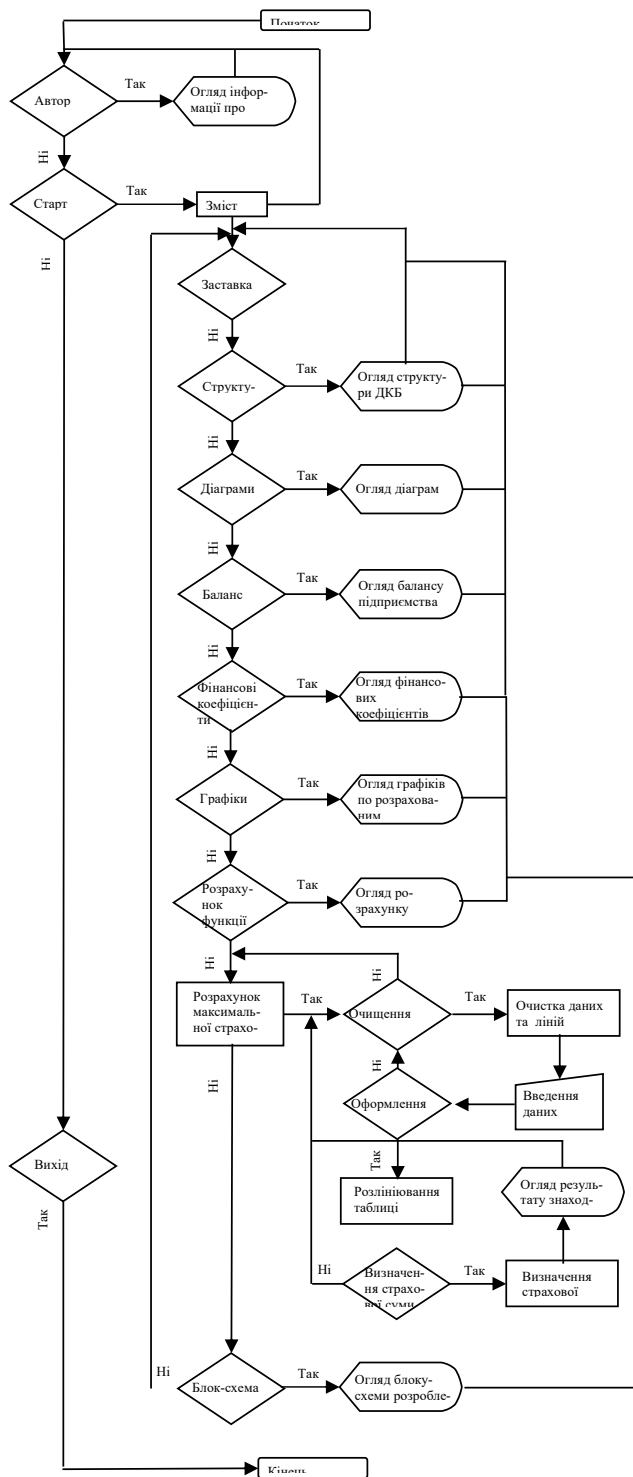 Початок
Так
Автор
Огляд інфор-
мації про
Ні
Так
Старт
Зміст
Ні
Заставка
Ні
Так
Структу-
Огляд структу-
ри ДКБ
Ні
Так
Діаграми
Огляд діаграм
Ні
Так
Баланс
Огляд балансу
підприємства
Ні
Так
Фінансові
коефіцієн-
ти
Огляд фінансо-
вих
коефіцієнтів
Ні
Так
Графіки
Огляд графіків
по розрахова-
ним
Ні
Так
Розраху-
нок
функції
Огляд ро-
зрахунку
Ні
Ні
Розрахунок
максималь-
ної страхо-
Так
Очищення
Так
Очистка даних
та ліній
Ні
Ні
Оформлення
Введення
даних
Так
Вихід
Розлініювання
таблиці
Огляд резуль-
тату знаход-
Так
Ні
Визначен-
ня страхо-
вої суми
Так
Визначення
страхової
Ні
Блок-схема
Так
Огляд блоку-
схеми розробле-
Кінець